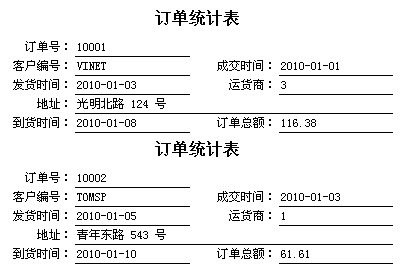 订单统计表
订单号：10001
客户编号：VINET 成交时间：2010-01-01
发货时间：2010-01-03 运货商：3
地址：光明北路 124 号
到货时间：2010-01-08 订单总额：116.38
订单统计表
订单号：10002
客户编号：TOMSP 成交时间：2010-01-03
发货时间：2010-01-05 运货商：1
地址：青年东路 543 号
到货时间：2010-01-10 订单总额：61.61